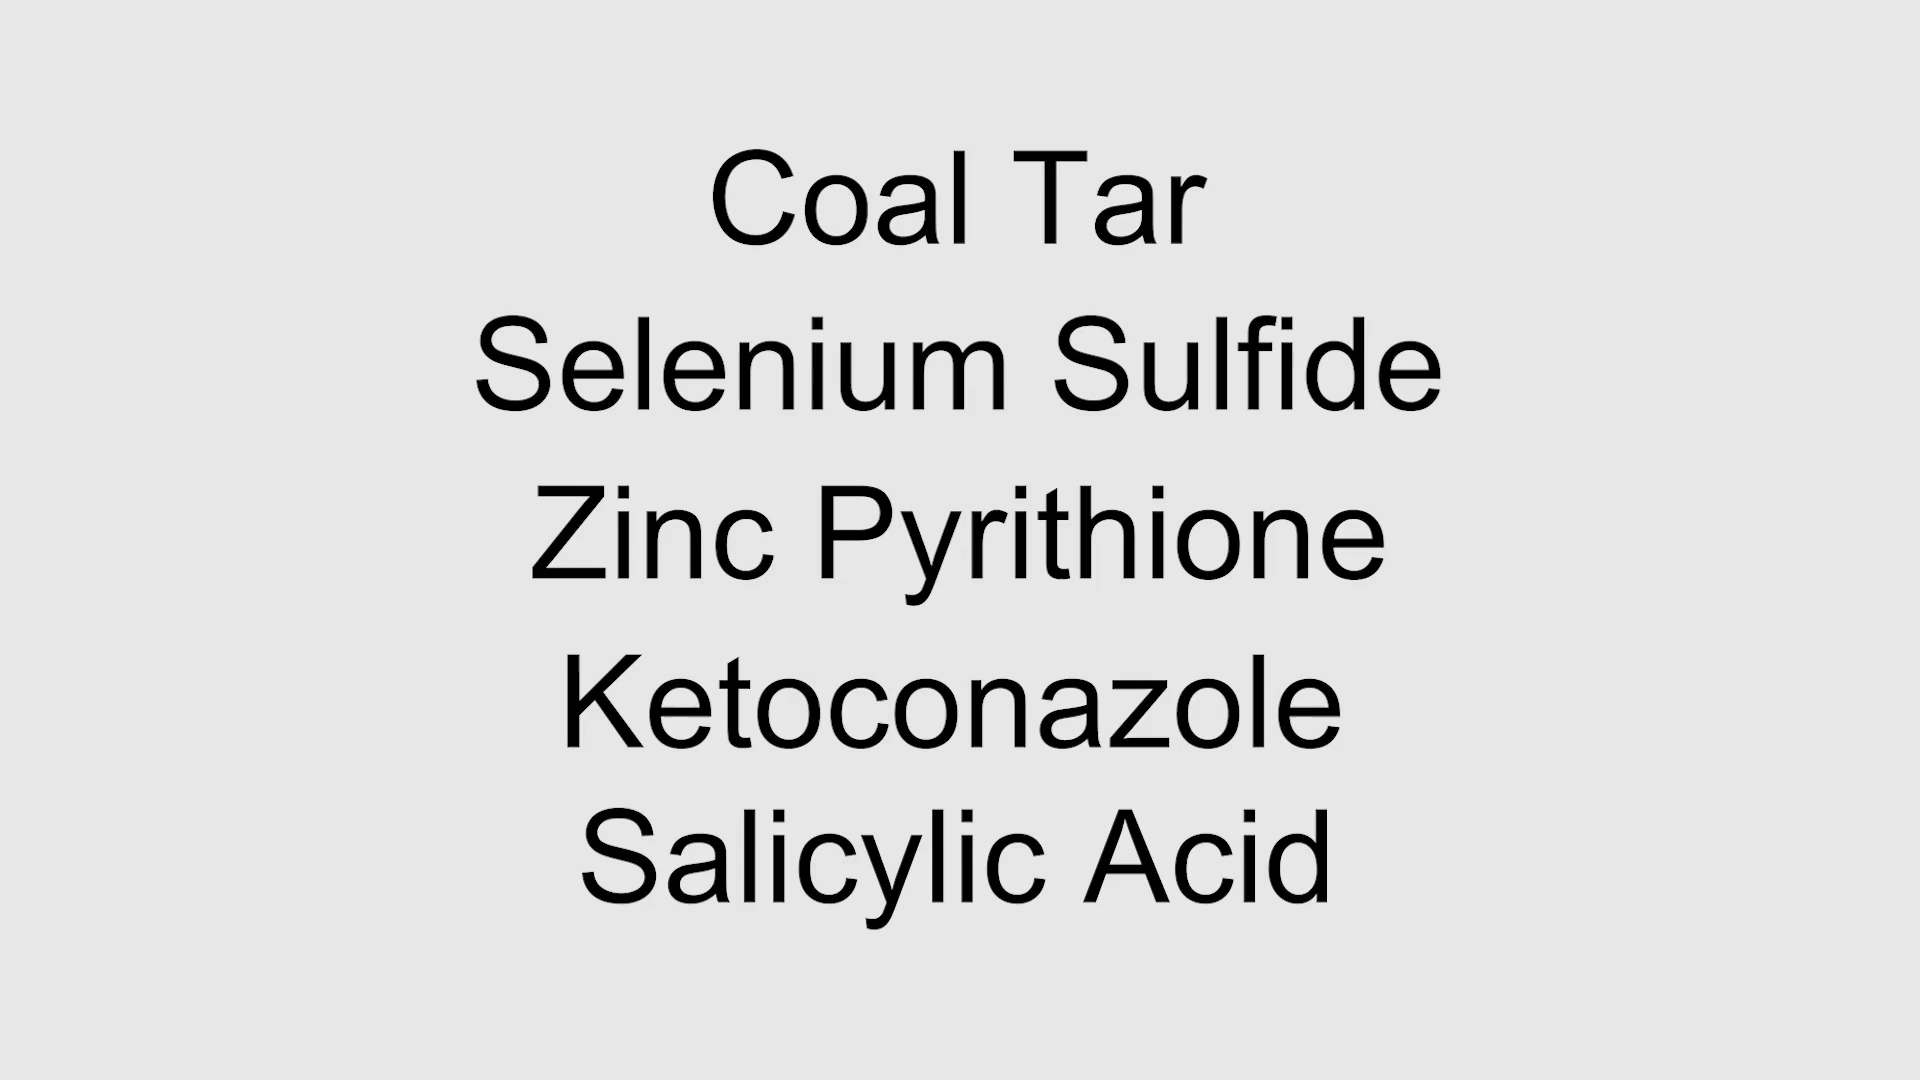 Coal Tar
Selenium Sulfide
Zinc Pyrithione
Ketoconazole
Salicylic Acid